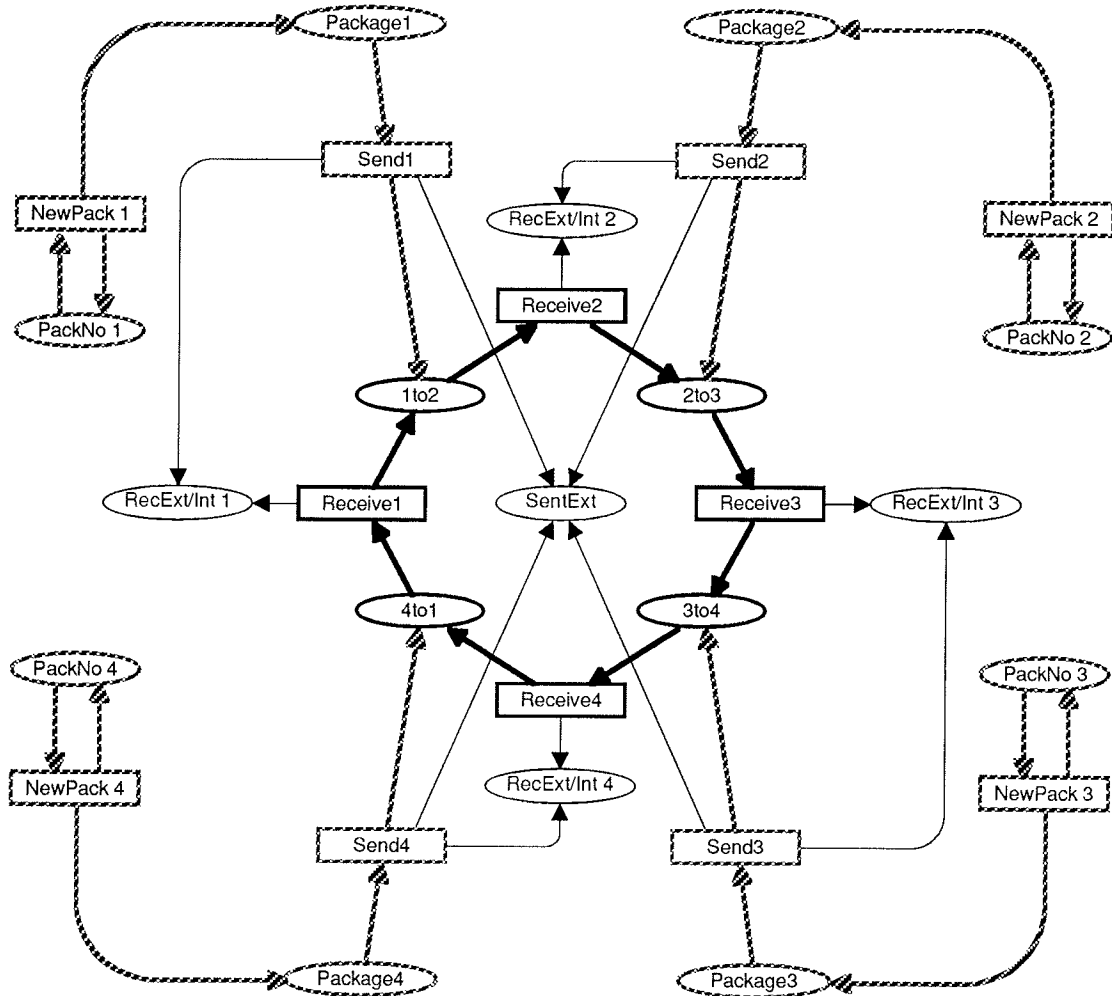 Package1
Package2
Send1
Send2
NewPack 1
RecExt/Int 2
NewPack 2
Receive2
PackNo 1
PackNo 2
1to2
2to3
RecExt/Int 1
Receive1
SentExt
Receive3
RecExt/Int 3
4to1
3to4
PackNo 4
PackNo 3
Receive4
NewPack 4
RecExt/Int 4
NewPack 3
Send4
Send3
Package4
Package3